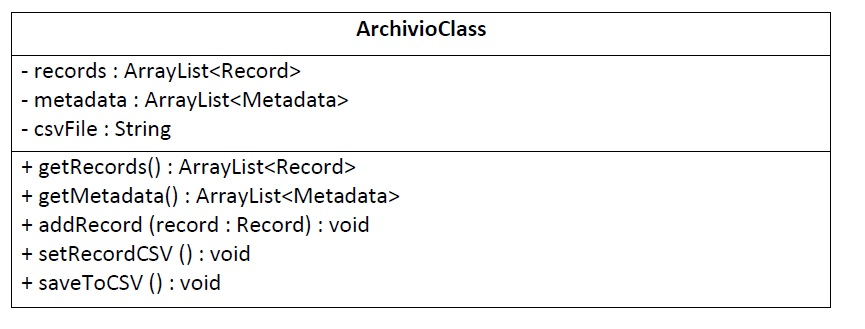 ArchivioClass
- records : ArrayList<Record>
- metadata : ArrayList<Metadata>
- csvFile : String
+ getRecords() : ArrayList<Record>
+ getMetadata() : ArrayList<Metadata>
+ addRecord (record : Record) : void
+ setRecordCSV () : void
+ saveToCSV () : void